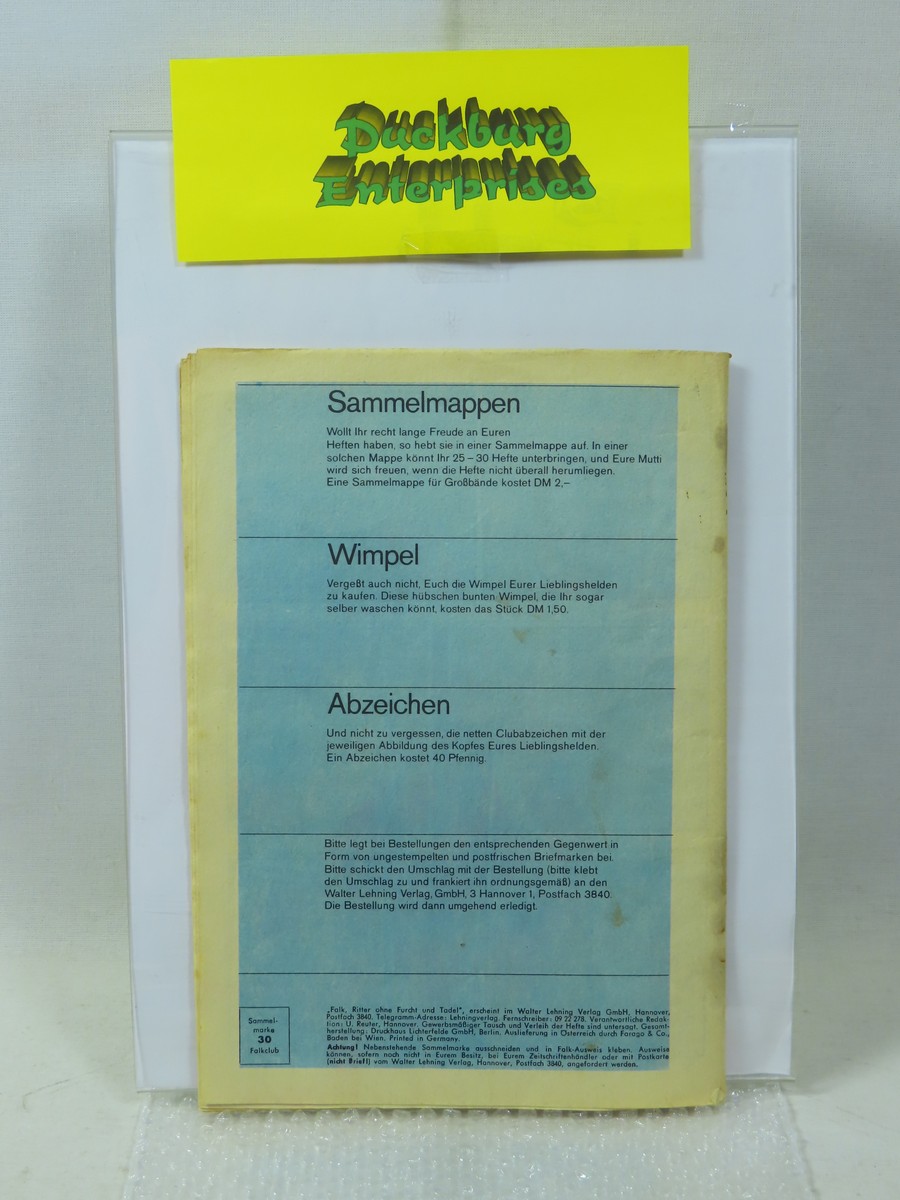 Duckburg
Enterprises
Sammelmappen
Wollt Ihr recht lange Freude an Euren
Heften haben, so hebt sie in einer Sammelmappe auf. In einer
solchen Mappe könnt Ihr 25 – 30 Hefte unterbringen, und Eure Mutti
wird sich freuen, wenn die Hefte nicht überall herumliegen.
Eine Sammelmappe für Großbände kostet DM 2,–
Wimpel
Vergeßt auch nicht, Euch die Wimpel Eurer Lieblingshelden
zu kaufen. Diese hübschen bunten Wimpel, die Ihr sogar
selber waschen könnt, kosten das Stück DM 1,50.
Abzeichen
Und nicht zu vergessen, die netten Clubabzeichen mit der
jeweiligen Abbildung des Kopfes Eures Lieblingshelden.
Ein Abzeichen kostet 40 Pfennig.
Bitte legt bei Bestellungen den entsprechenden Gegenwert in
Form von ungestempelten und postfrischen Briefmarken bei.
Bitte schickt den Umschlag mit der Bestellung (bitte klebt
den Umschlag zu und frankiert ihn ordnungsgemäß) an den
Walter Lehning Verlag, GmbH, 3 Hannover 1, Postfach 3840.
Die Bestellung wird dann umgehend erledigt.
Sammel-
marke
30
Falkclub
„Falk, Ritter ohne Furcht und Tadel", erscheint im Walter Lehning Verlag GmbH, Hannover,
Postfach 3840. Telegramm-Adresse: Lehningverlag. Fernschreiber: 09 22 278. Verantwortliche Redak-
tion: U. Reuter, Hannover. Gewerbsmäßiger Tausch und Verleih der Hefte sind untersagt. Gesamt-
herstellung: Druckhaus Lichterfelde GmbH, Berlin. Auslieferung in Österreich durch Farago & Co.,
Baden bei Wien. Printed in Germany.
Achtung! Nebenstehende Sammelmarke ausschneiden und in Falk-Ausweis kleben. Ausweise
können, sofern noch nicht in Eurem Besitz, bei Eurem Zeitschriftenhändler oder mit Postkarte
(nicht Brief!) vom Walter Lehning Verlag, Hannover, Postfach 3840, angefordert werden.